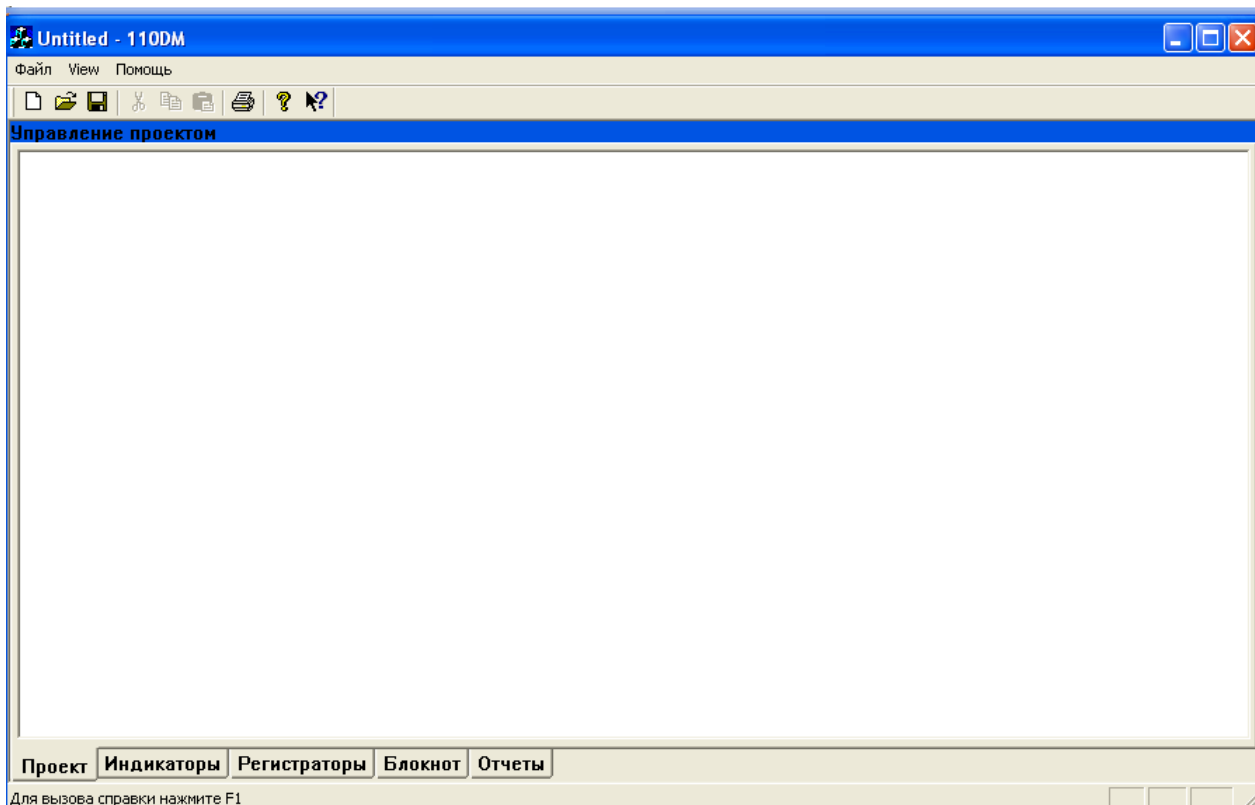 Untitled - 110DM
Файл View Помощь
Управление проектом
Проект Индикаторы Регистраторы Блокнот Отчеты
Для вызова справки нажмите F1